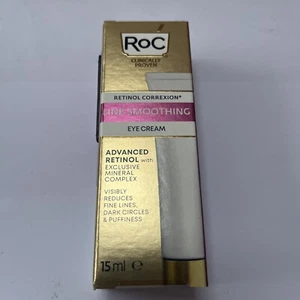 RoC
CLINICALLY
PROVEN
RETINOL CORREXION®
LINE SMOOTHING
EYE CREAM
ADVANCED
RETINOL with
EXCLUSIVE
MINERAL
COMPLEX
VISIBLY
REDUCES
FINE LINES,
DARK CIRCLES
& PUFFINESS
15ml ℮